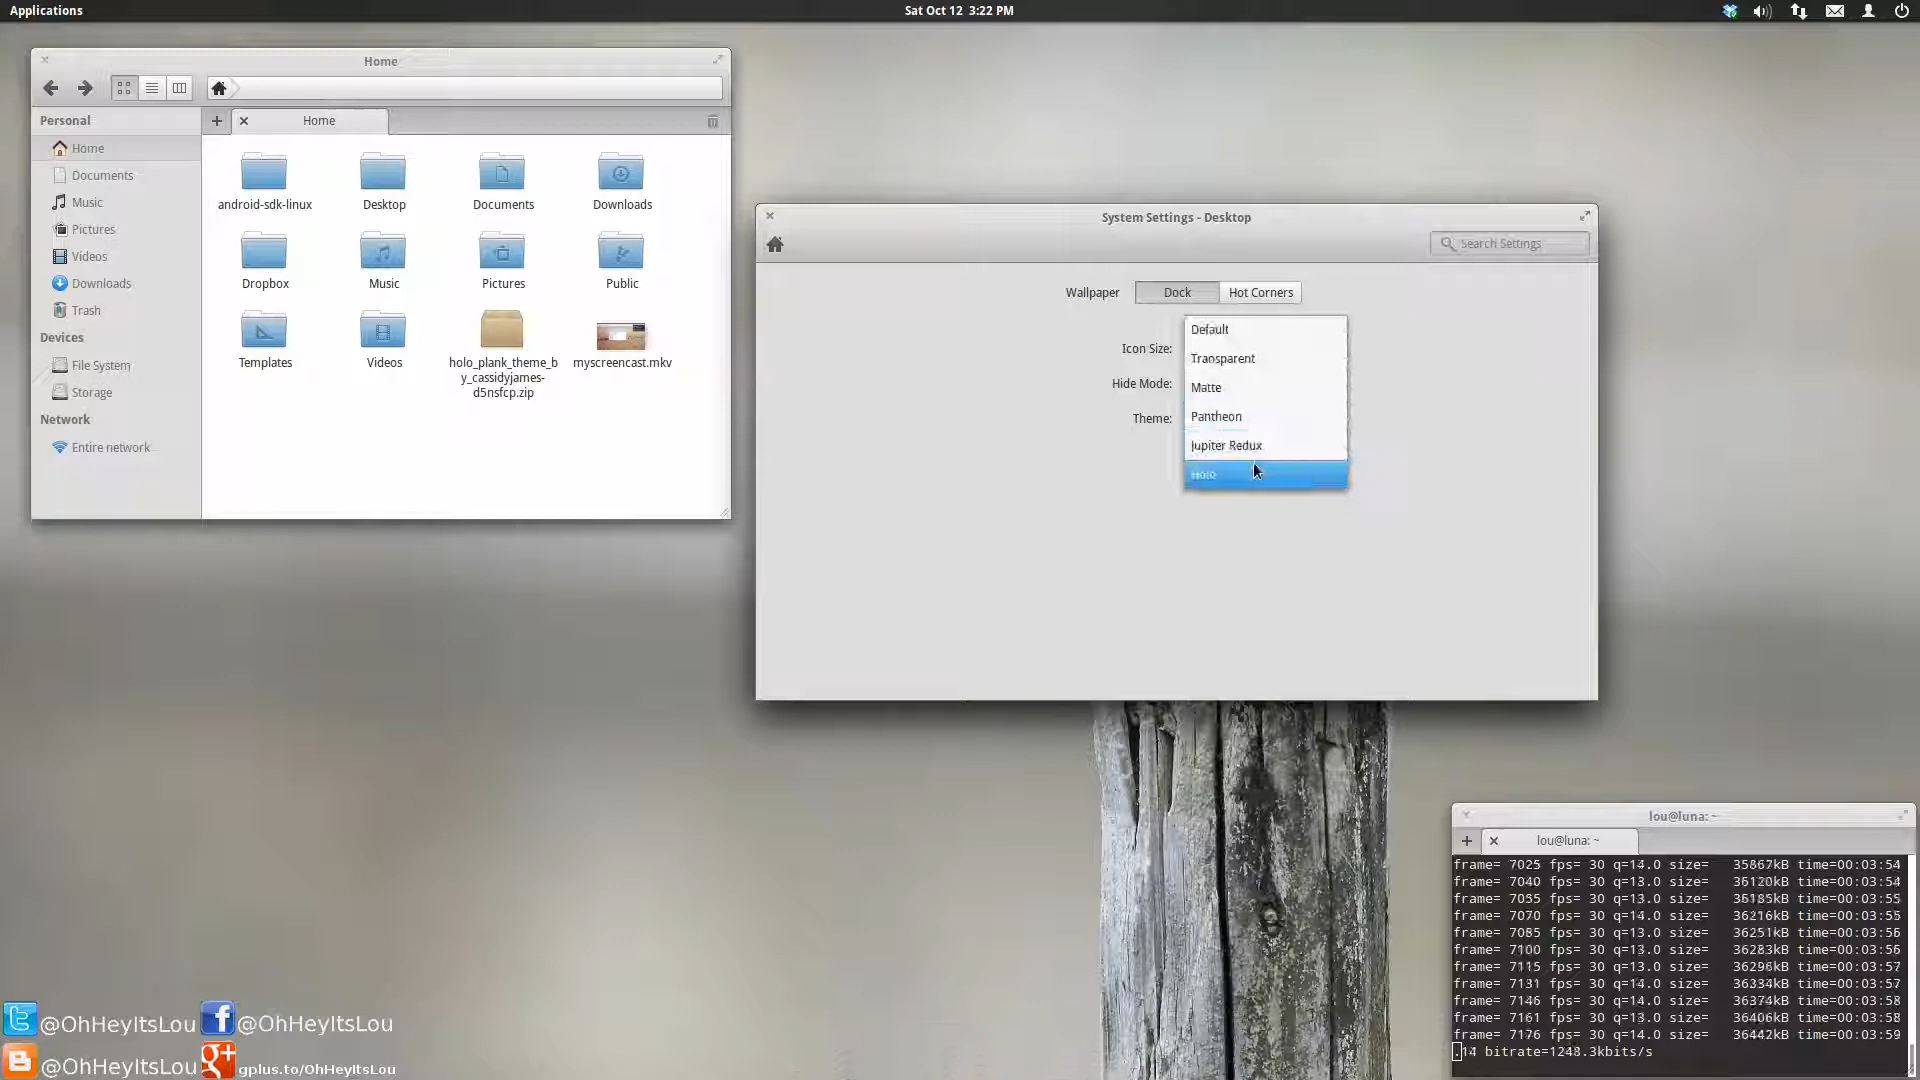 Applications
Sat Oct 12 3:22 PM
Home
Home
Personal
Home
Documents
Music
Pictures
Videos
Downloads
Trash
Devices
File System
Storage
Network
Entire network
android-sdk-linux
Desktop
Documents
Downloads
Dropbox
Music
Pictures
Public
Templates
Videos
holo_plank_theme_b
y_cassidyjames-
d5nsfcp.zip
myscreencast.mkv
System Settings - Desktop
Search Settings
Wallpaper
Dock
Hot Corners
Icon Size:
Hide Mode:
Theme:
Default
Transparent
Matte
Pantheon
Jupiter Redux
Holo
lou@luna: ~
lou@luna: ~
frame= 7025 fps= 30 q=14.0 size= 35867kB time=00:03:54
frame= 7040 fps= 30 q=13.0 size= 36120kB time=00:03:54
frame= 7055 fps= 30 q=13.0 size= 36185kB time=00:03:55
frame= 7070 fps= 30 q=14.0 size= 36216kB time=00:03:55
frame= 7085 fps= 30 q=13.0 size= 36251kB time=00:03:56
frame= 7100 fps= 30 q=13.0 size= 36283kB time=00:03:56
frame= 7115 fps= 30 q=13.0 size= 36296kB time=00:03:57
frame= 7131 fps= 30 q=14.0 size= 36334kB time=00:03:57
frame= 7146 fps= 30 q=14.0 size= 36374kB time=00:03:58
frame= 7161 fps= 30 q=13.0 size= 36406kB time=00:03:58
frame= 7176 fps= 30 q=14.0 size= 36442kB time=00:03:59
.14 bitrate=1248.3kbits/s
@OhHeyItsLou
@OhHeyItsLou
@OhHeyItsLou
gplus.to/OhHeyItsLou